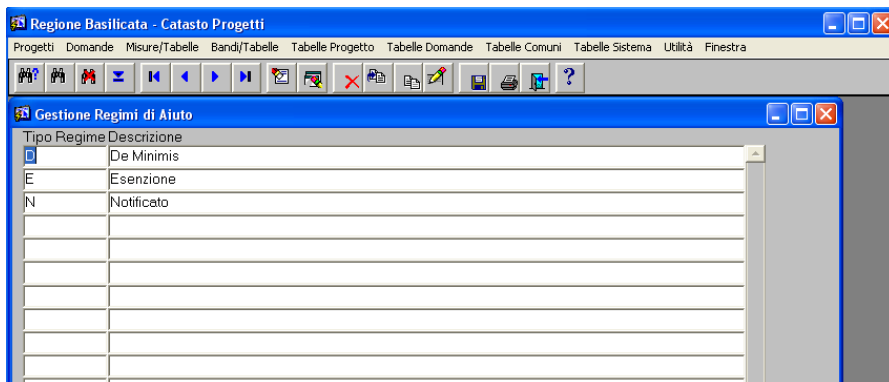 Regione Basilicata - Catasto Progetti
Progetti Domande Misure/Tabelle Bandi/Tabelle Tabelle Progetto Tabelle Domande Tabelle Comuni Tabelle Sistema Utilità Finestra
Gestione Regimi di Aiuto
Tipo Regime Descrizione
D De Minimis
E Esenzione
N Notificato